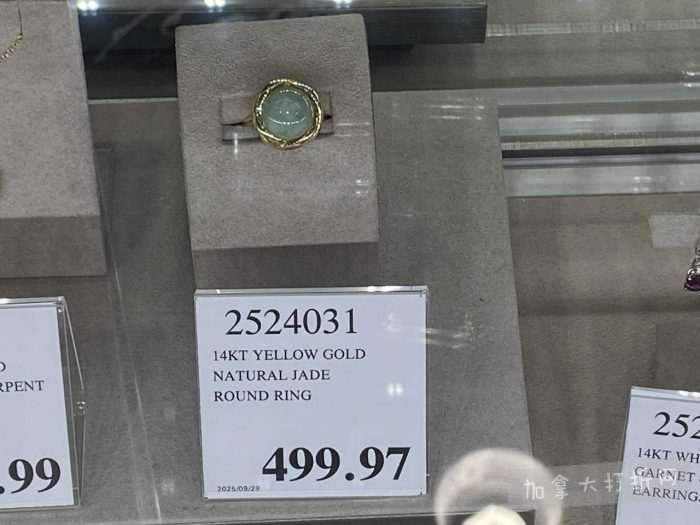 RPENT
.99
2524031
14KT YELLOW GOLD
NATURAL JADE
ROUND RING
499.97
2025/09/29
252
14KT WH
GARNET
EARRING
加拿大打折网